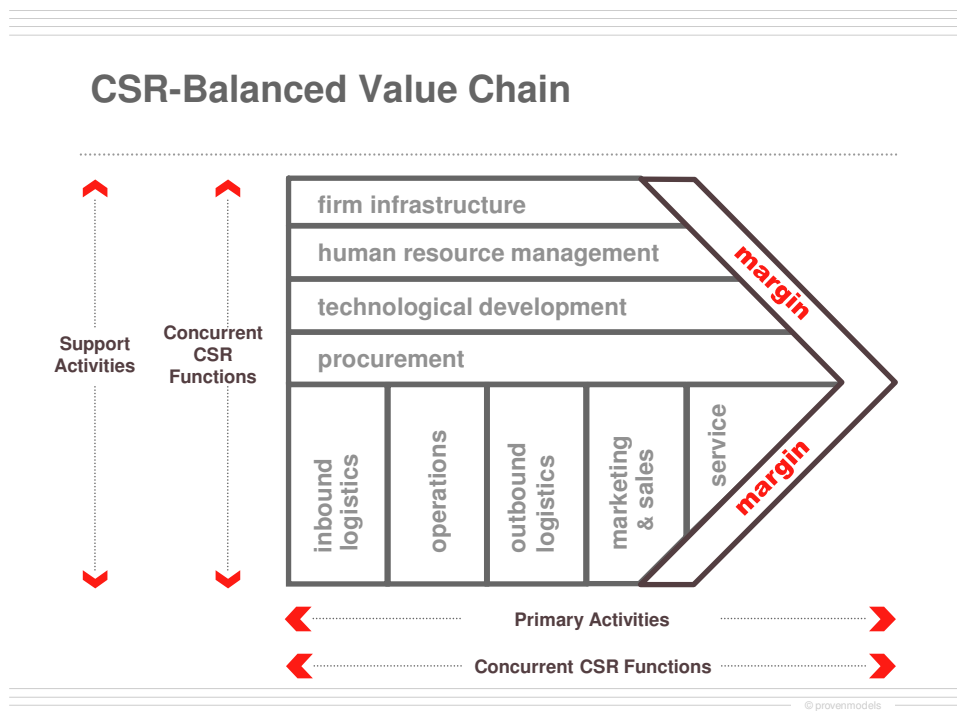 CSR-Balanced Value Chain
firm infrastructure
human resource management
technological development
procurement
margin
Support
Activities
Concurrent
CSR
Functions
inbound
logistics
operations
outbound
logistics
marketing
& sales
service
margin
Primary Activities
Concurrent CSR Functions
© provenmodels